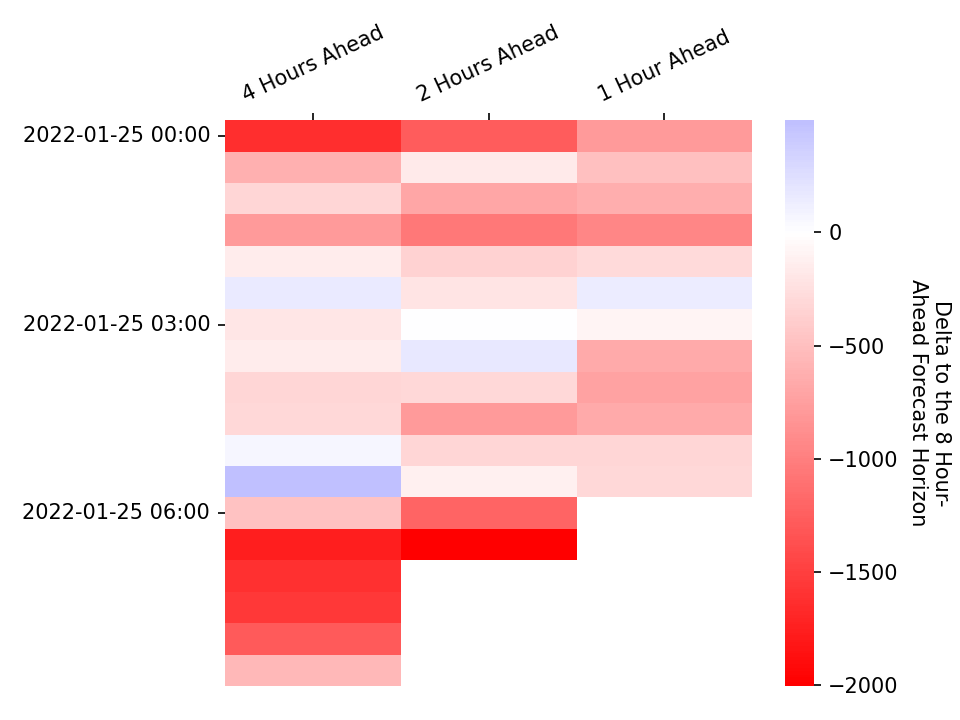 4 Hours Ahead
2 Hours Ahead
1 Hour Ahead
2022-01-25 00:00
2022-01-25 03:00
2022-01-25 06:00
0
−500
−1000
−1500
−2000
Delta to the 8 Hour-
Ahead Forecast Horizon